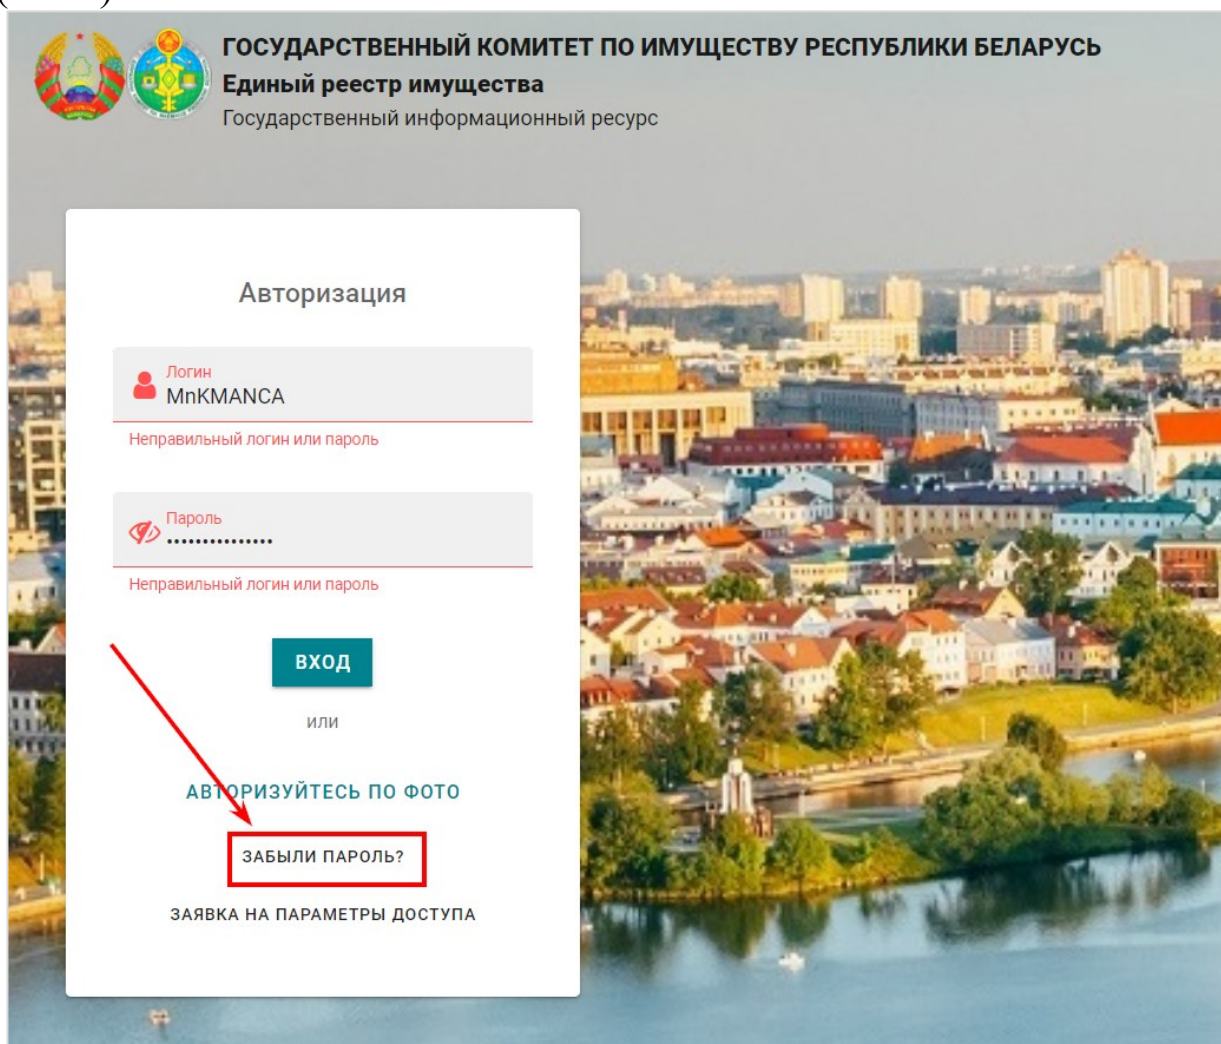 ГОСУДАРСТВЕННЫЙ КОМИТЕТ ПО ИМУЩЕСТВУ РЕСПУБЛИКИ БЕЛАРУСЬ
Единый реестр имущества
Государственный информационный ресурс
Авторизация
Логин
MnKMANCA
Неправильный логин или пароль
Пароль
...............
Неправильный логин или пароль
ВХОД
или
АВТОРИЗУЙТЕСЬ ПО ФОТО
ЗАБЫЛИ ПАРОЛЬ?
ЗАЯВКА НА ПАРАМЕТРЫ ДОСТУПА